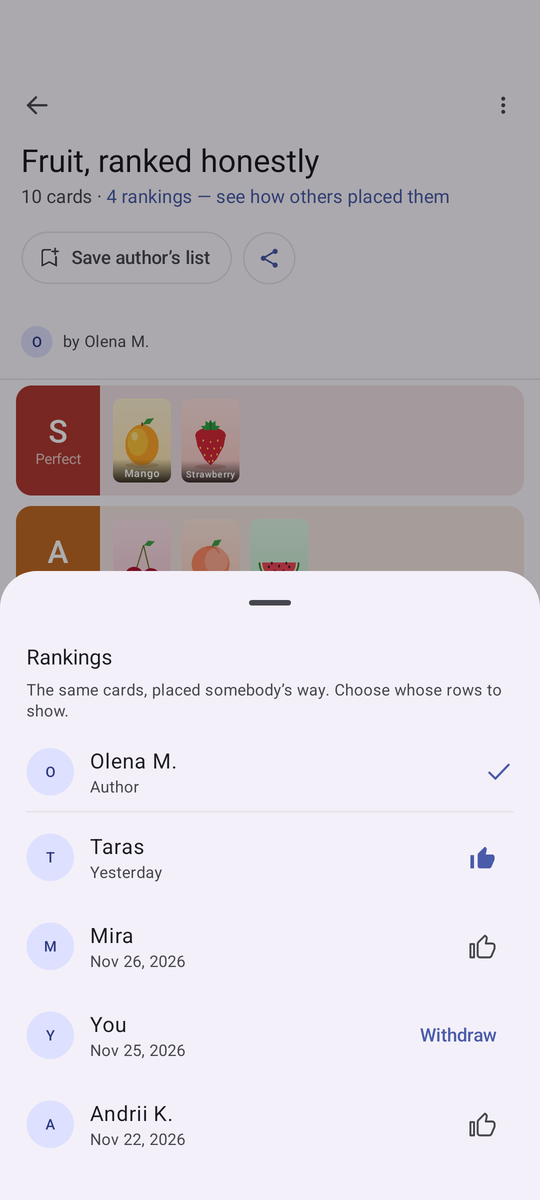 Fruit, ranked honestly
10 cards · 4 rankings — see how others placed them
Save author’s list
O
by Olena M.
S
Perfect
Mango
Strawberry
A
Rankings
The same cards, placed somebody’s way. Choose whose rows to
show.
O
Olena M.
Author
T
Taras
Yesterday
M
Mira
Nov 26, 2026
Y
You
Nov 25, 2026
Withdraw
A
Andrii K.
Nov 22, 2026